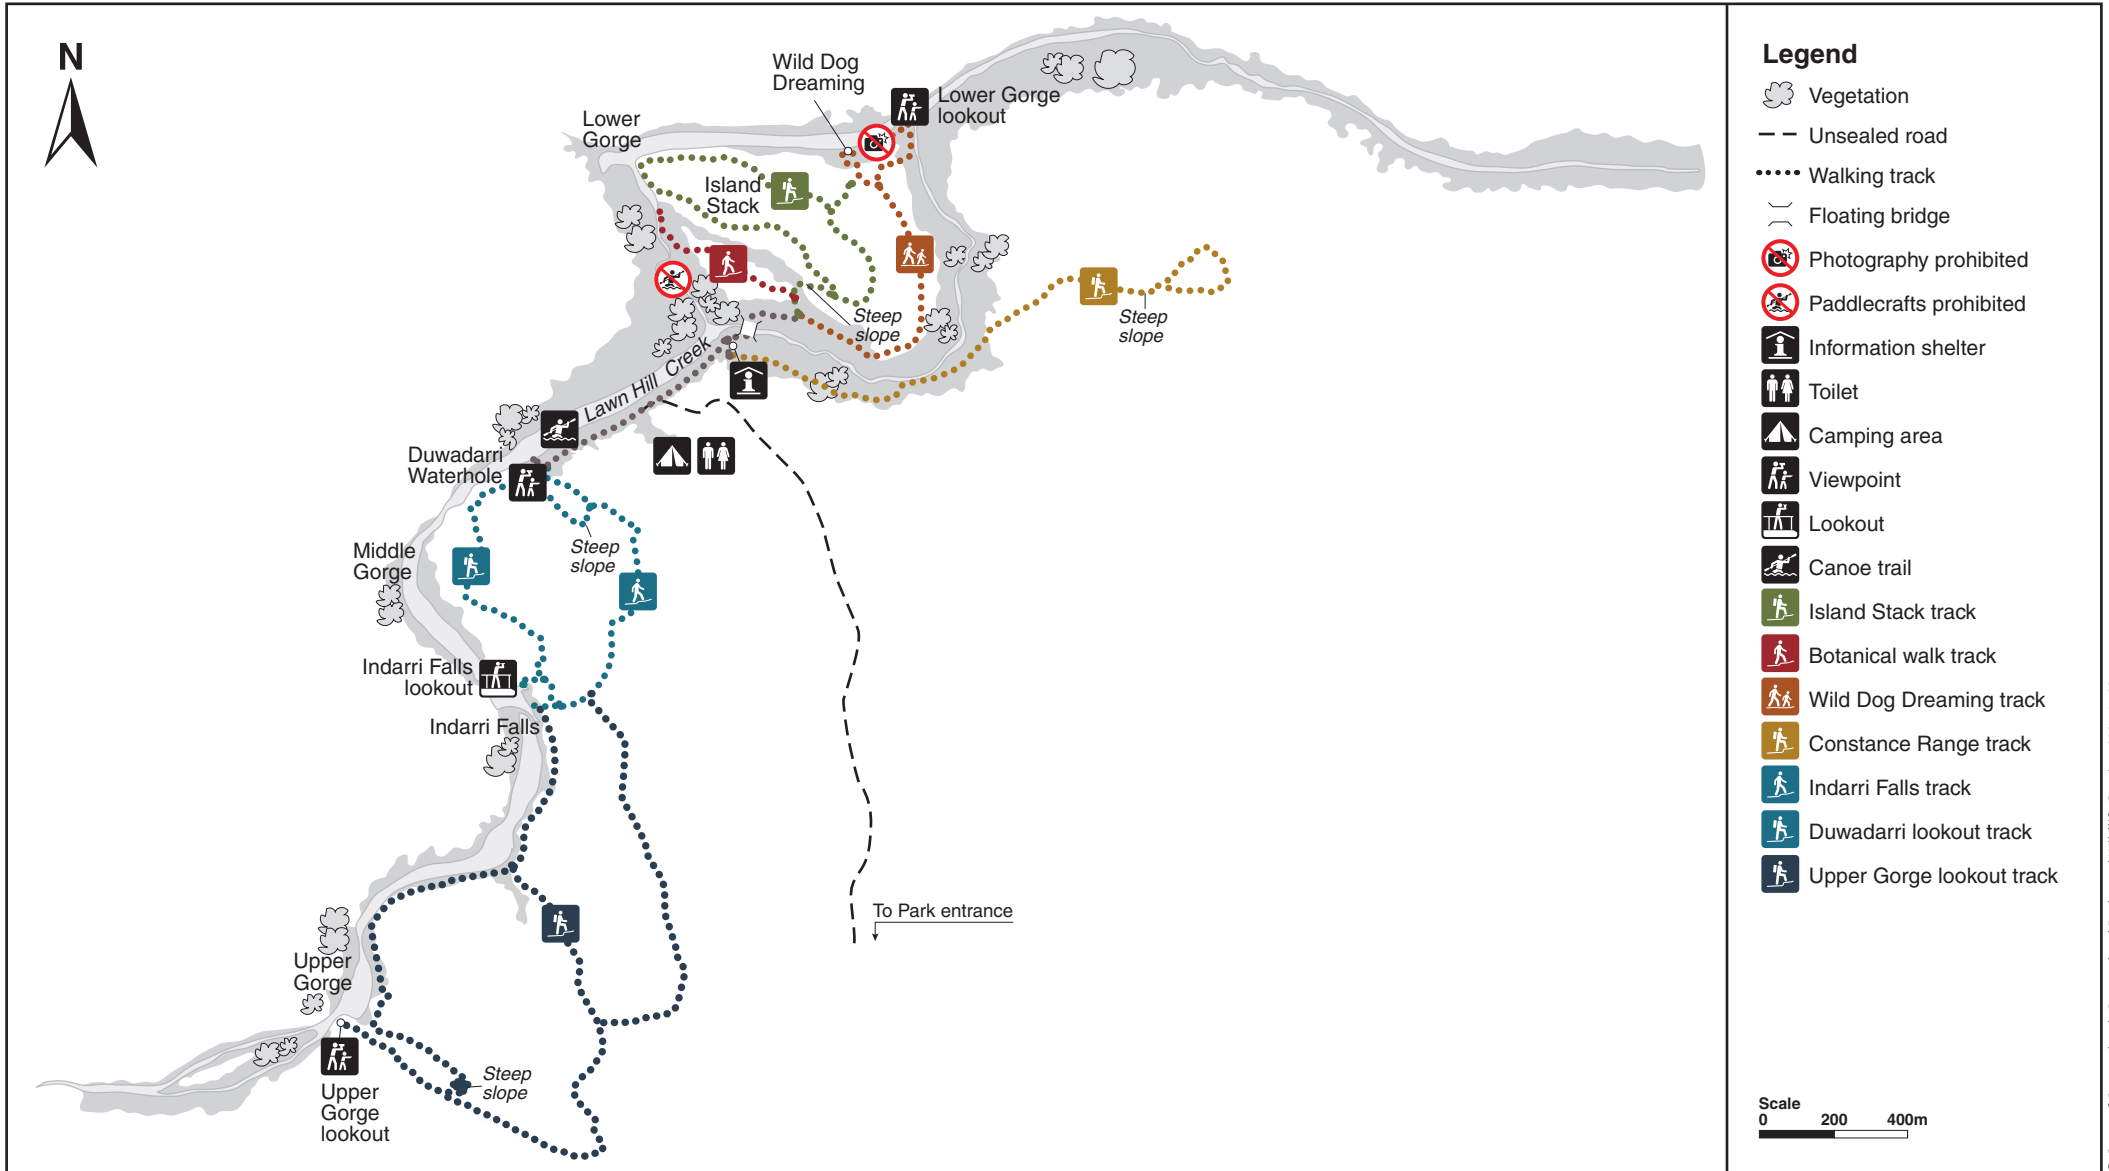 N
Wild Dog
Dreaming
Lower Gorge
lookout
Lower
Gorge
Island
Stack
Steep
slope
Steep
slope
Lawn Hill Creek
Duwadarri
Waterhole
Steep
slope
Middle
Gorge
Indarri Falls
lookout
Indarri Falls
To Park entrance
Upper
Gorge
Steep
slope
Upper
Gorge
lookout
Legend
Vegetation
Unsealed road
Walking track
Floating bridge
Photography prohibited
Paddlecrafts prohibited
Information shelter
Toilet
Camping area
Viewpoint
Lookout
Canoe trail
Island Stack track
Botanical walk track
Wild Dog Dreaming track
Constance Range track
Indarri Falls track
Duwadarri lookout track
Upper Gorge lookout track
Scale
0 200 400m